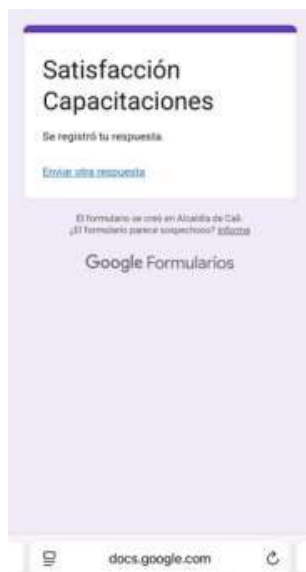 Satisfacción
Capacitaciones
Se registró tu respuesta.
Enviar otra respuesta
El formulario se creó en Alcaldía de Cali.
¿El formulario parece sospechoso? Informe
Google Formularios
docs.google.com